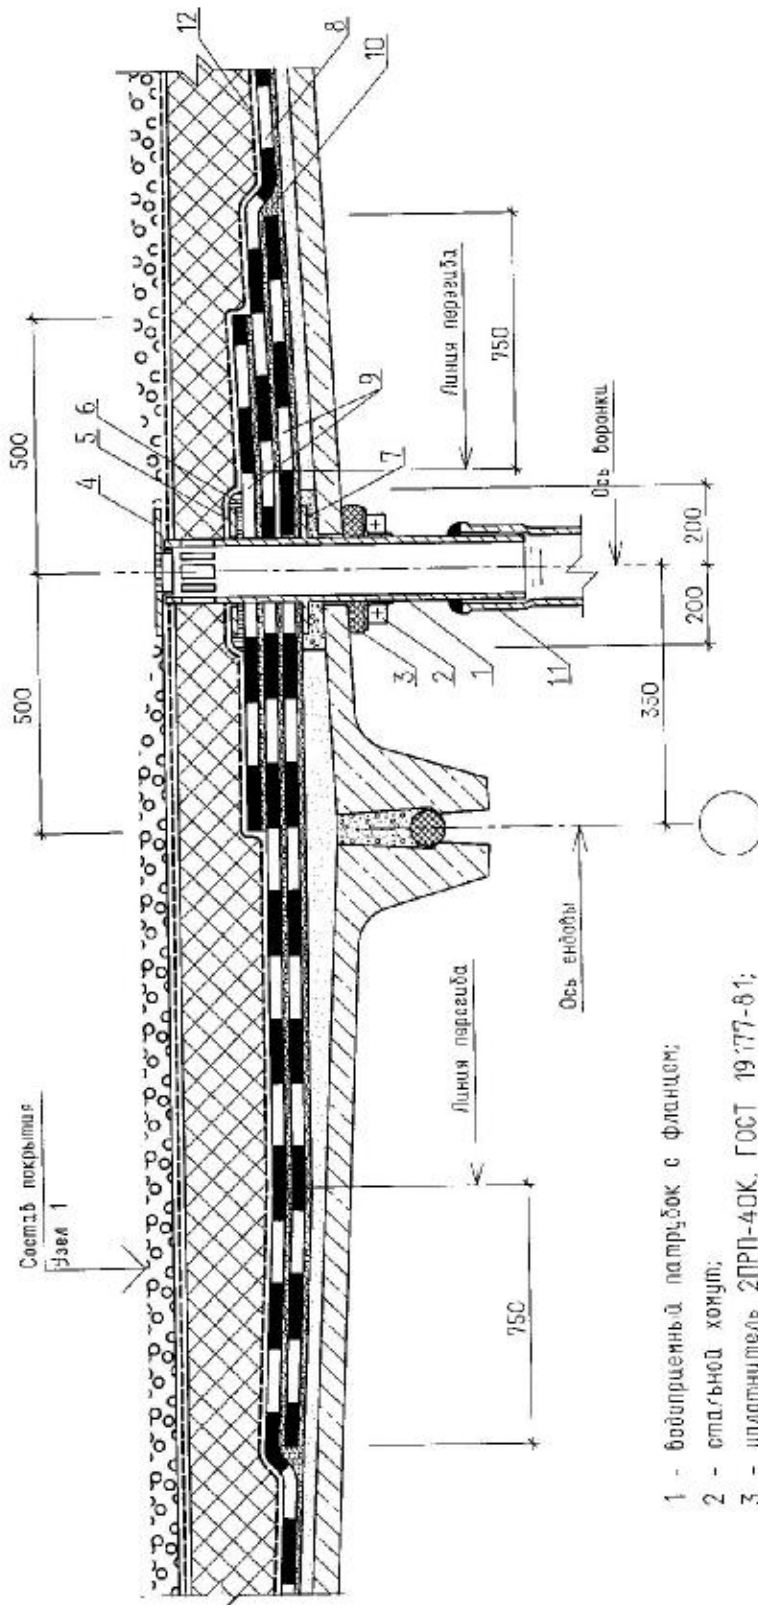 Состав покрытия
Узел 1
500
500
4
5
6
12
8
10
9
7
3
2
1
11
Линия перегиба
750
Ось воронки
200
200
350
Ось ендовы
Линия перегиба
750
1 - водоприемный патрубок с фланцем;
2 - стальной хомут;
3 - уплотнитель 2ПРП-40К, ГОСТ 19177-81;